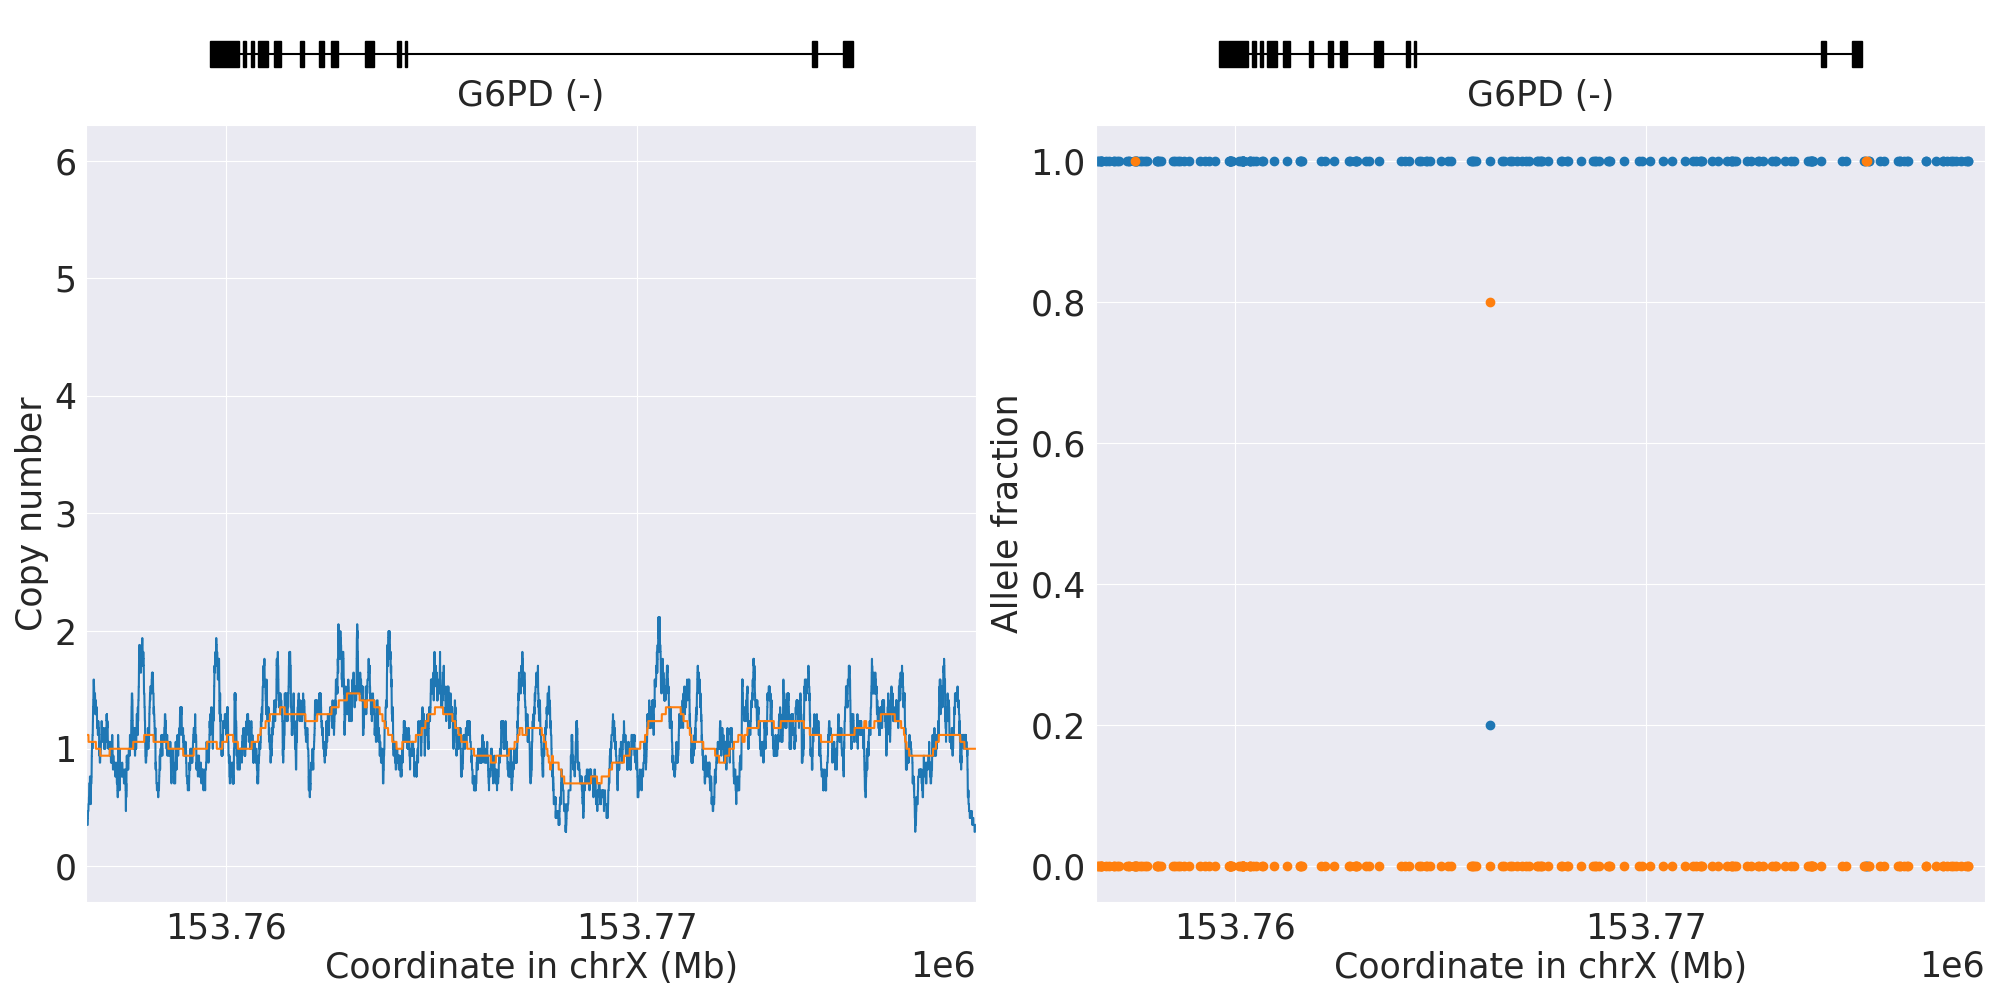 G6PD (-)
6
5
4
3
2
1
0
Copy number
153.76
153.77
Coordinate in chrX (Mb)
1e6
G6PD (-)
1.0
0.8
0.6
0.4
0.2
0.0
Allele fraction
153.76
153.77
Coordinate in chrX (Mb)
1e6